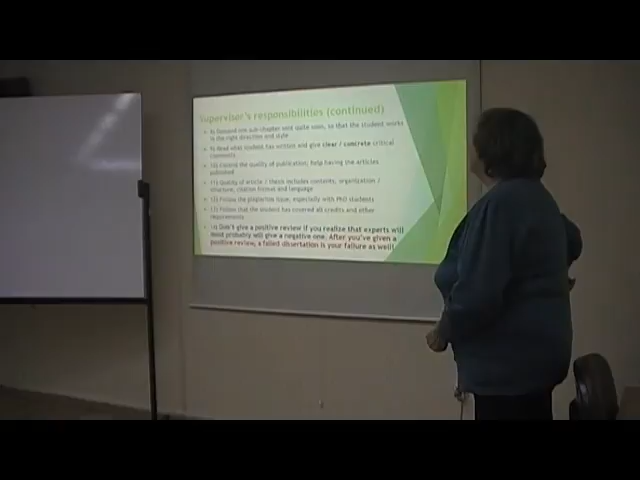 Supervisor's responsibilities (continued)
8) Demand one sub-chapter sent quite soon, so that the student works
in the right direction and style
9) Read what student has written and give clear / concrete critical
comments
10) Control the quality of publication; help having the articles
published
11) Quality of article / thesis includes contents, organization /
structure, citation format and language
12) Follow the plagiarism issue, especially with PhD students
13) Follow that the student has covered all credits and other
requirements
14) Don't give a positive review if you realize that experts will
most probably will give a negative one. After you've given a
positive review, a failed dissertation is your failure as well!